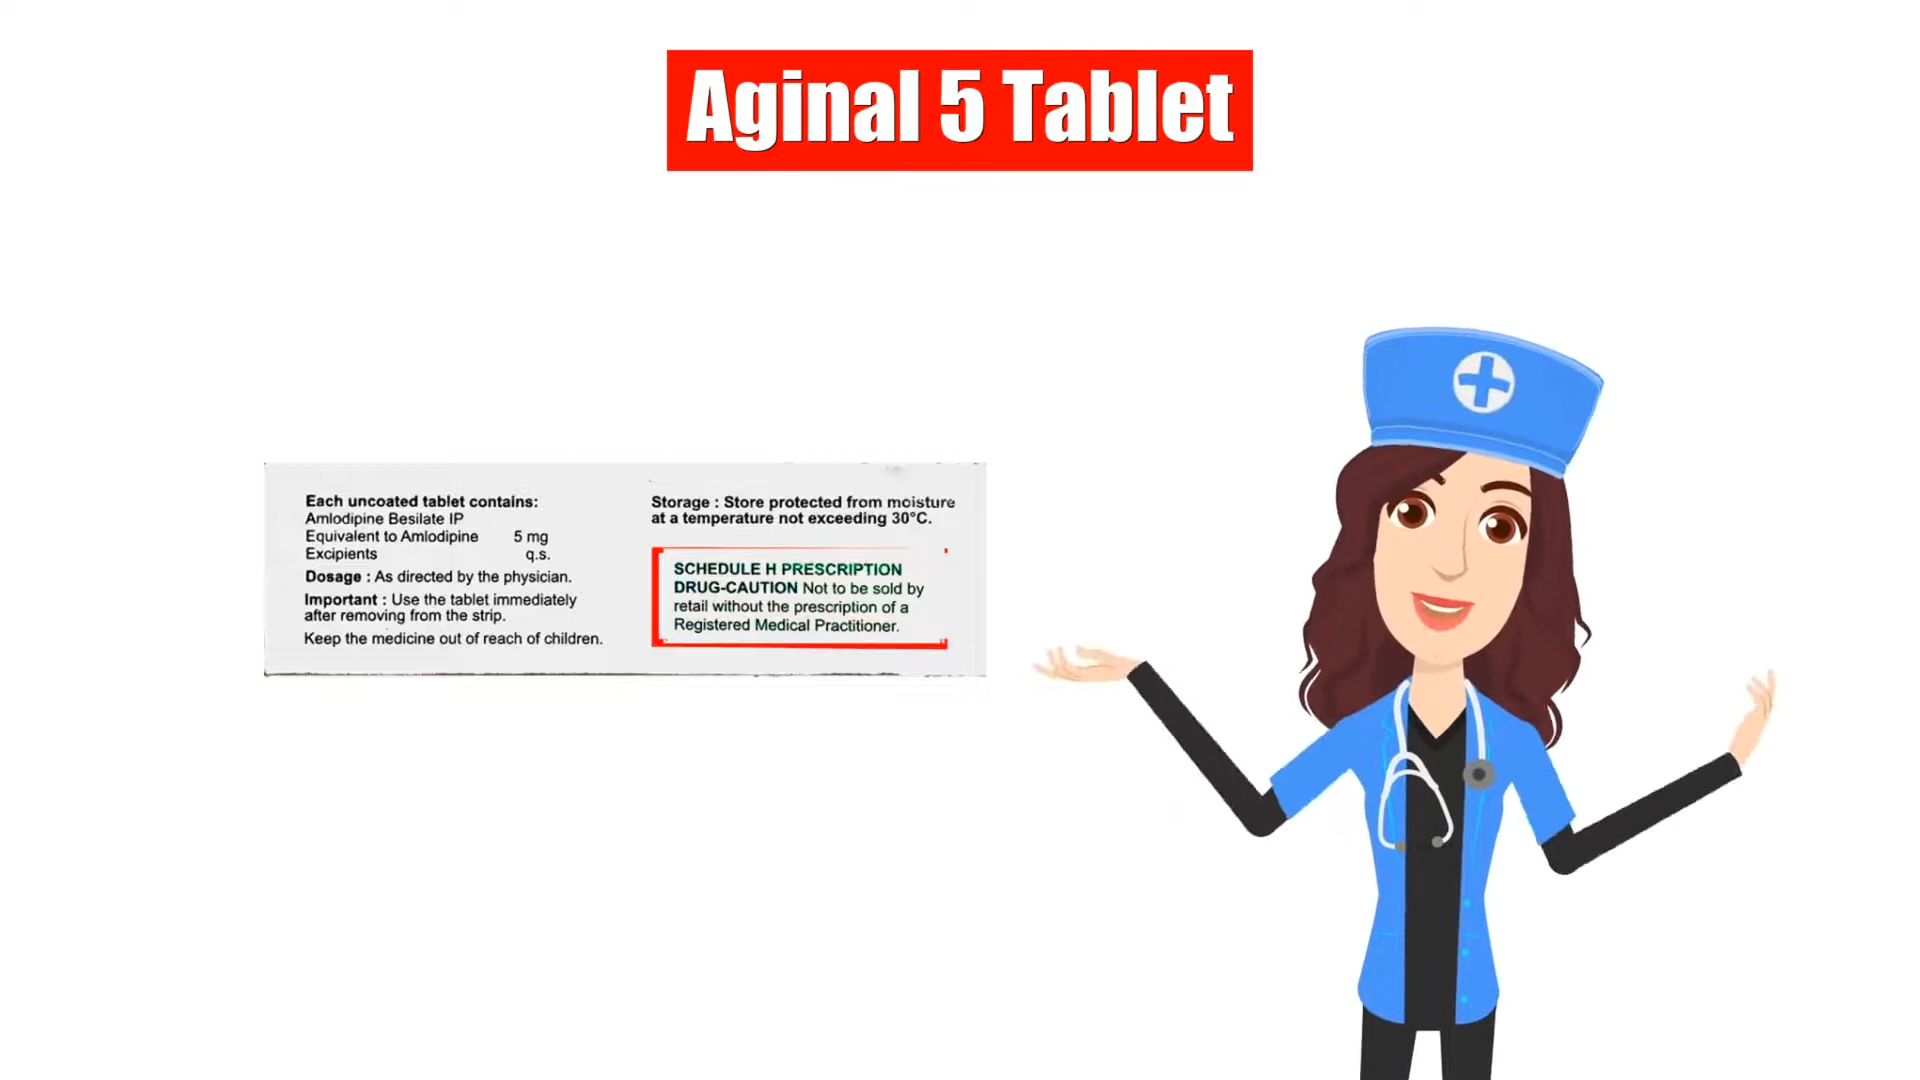 Aginal 5 Tablet
Each uncoated tablet contains:
Amlodipine Besilate IP
Equivalent to Amlodipine 5 mg
Excipients q.s.
Dosage : As directed by the physician.
Important : Use the tablet immediately
after removing from the strip.
Keep the medicine out of reach of children.
Storage : Store protected from moisture
at a temperature not exceeding 30°C.
SCHEDULE H PRESCRIPTION
DRUG-CAUTION Not to be sold by
retail without the prescription of a
Registered Medical Practitioner.